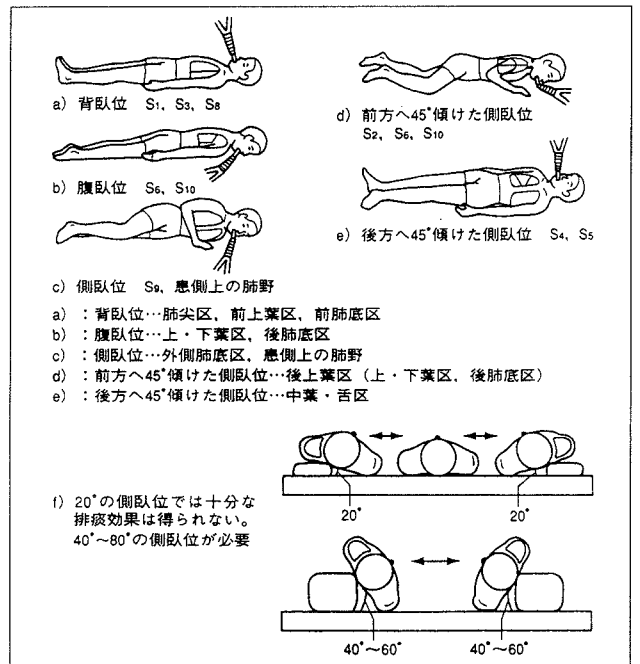 a) 背臥位 S1、S3、S8
b) 腹臥位 S6、S10
c) 側臥位 S9、患側上の肺野
d) 前方へ45°傾けた側臥位
S2、S6、S10
e) 後方へ45°傾けた側臥位 S4、S5
a) : 背臥位…肺尖区，前上葉区，前肺底区
b) : 腹臥位…上・下葉区，後肺底区
c) : 側臥位…外側肺底区，患側上の肺野
d) : 前方へ45°傾けた側臥位…後上葉区（上・下葉区，後肺底区）
e) : 後方へ45°傾けた側臥位…中葉・舌区
f) 20°の側臥位では十分な
排痰効果は得られない。
40°～80°の側臥位が必要
20° 20°
40°～60° 40°～60°